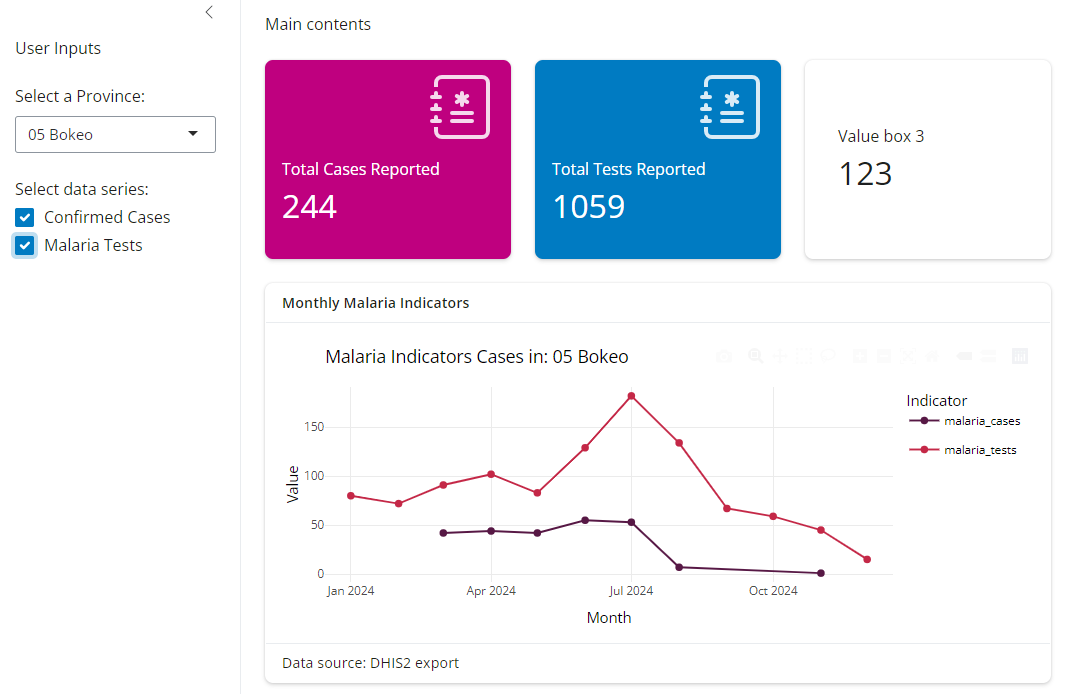 User Inputs
Select a Province:
05 Bokeo
Select data series:
Confirmed Cases
Malaria Tests
Main contents
Total Cases Reported
244
Total Tests Reported
1059
Value box 3
123
Monthly Malaria Indicators
Malaria Indicators Cases in: 05 Bokeo
Indicator
malaria_cases
malaria_tests
Value
150
100
50
0
Jan 2024
Apr 2024
Jul 2024
Oct 2024
Month
Data source: DHIS2 export